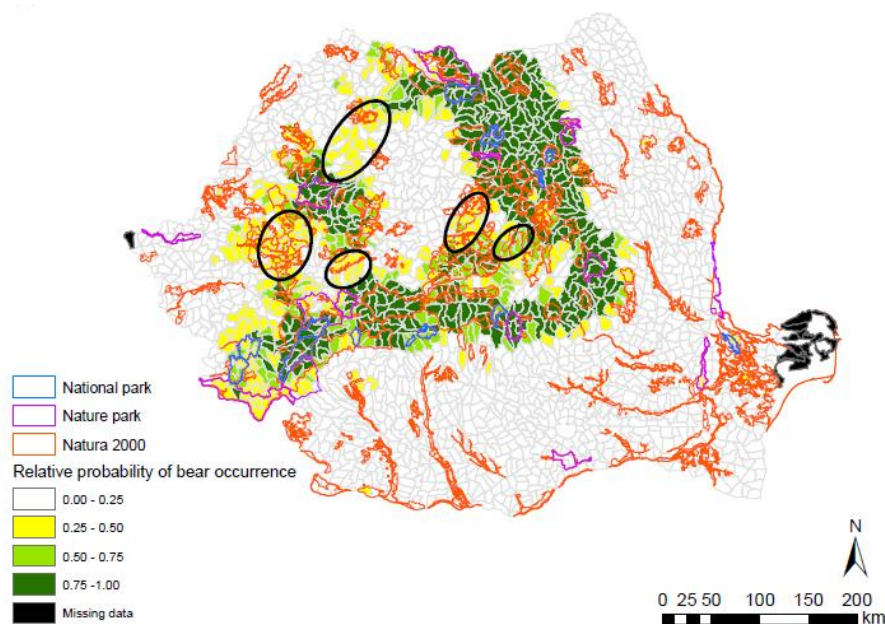 National park
Nature park
Natura 2000
Relative probability of bear occurrence
0.00 - 0.25
0.25 - 0.50
0.50 - 0.75
0.75 -1.00
Missing data
N
0 25 50 100 150 200
km